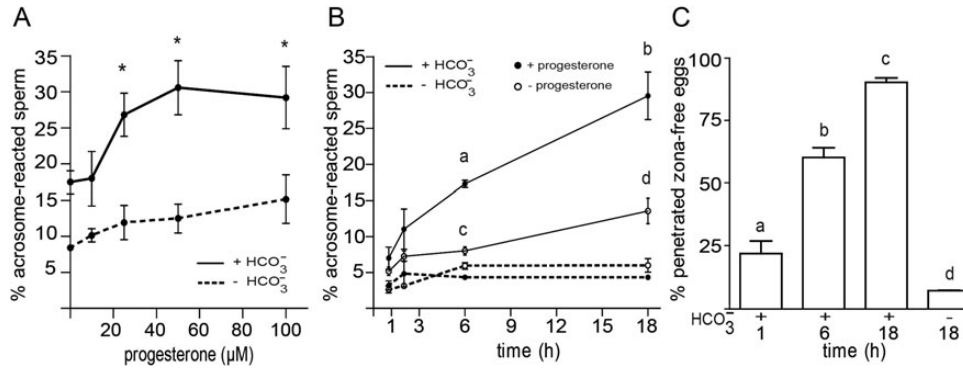 A
% acrosome-reacted sperm
35
30
25
20
15
10
5
* * *
+ HCO3-
- HCO3-
20 40 60 80 100
progesterone (µM)
B
% acrosome-reacted sperm
35
30
25
20
15
10
5
+ HCO3-
- HCO3-
+ progesterone
- progesterone
a
b
c
d
1 3 6 9 12 15 18
time (h)
C
% penetrated zona-free eggs
100
75
50
25
a
b
c
d
HCO3- + + + -
1 6 18 18
time (h)